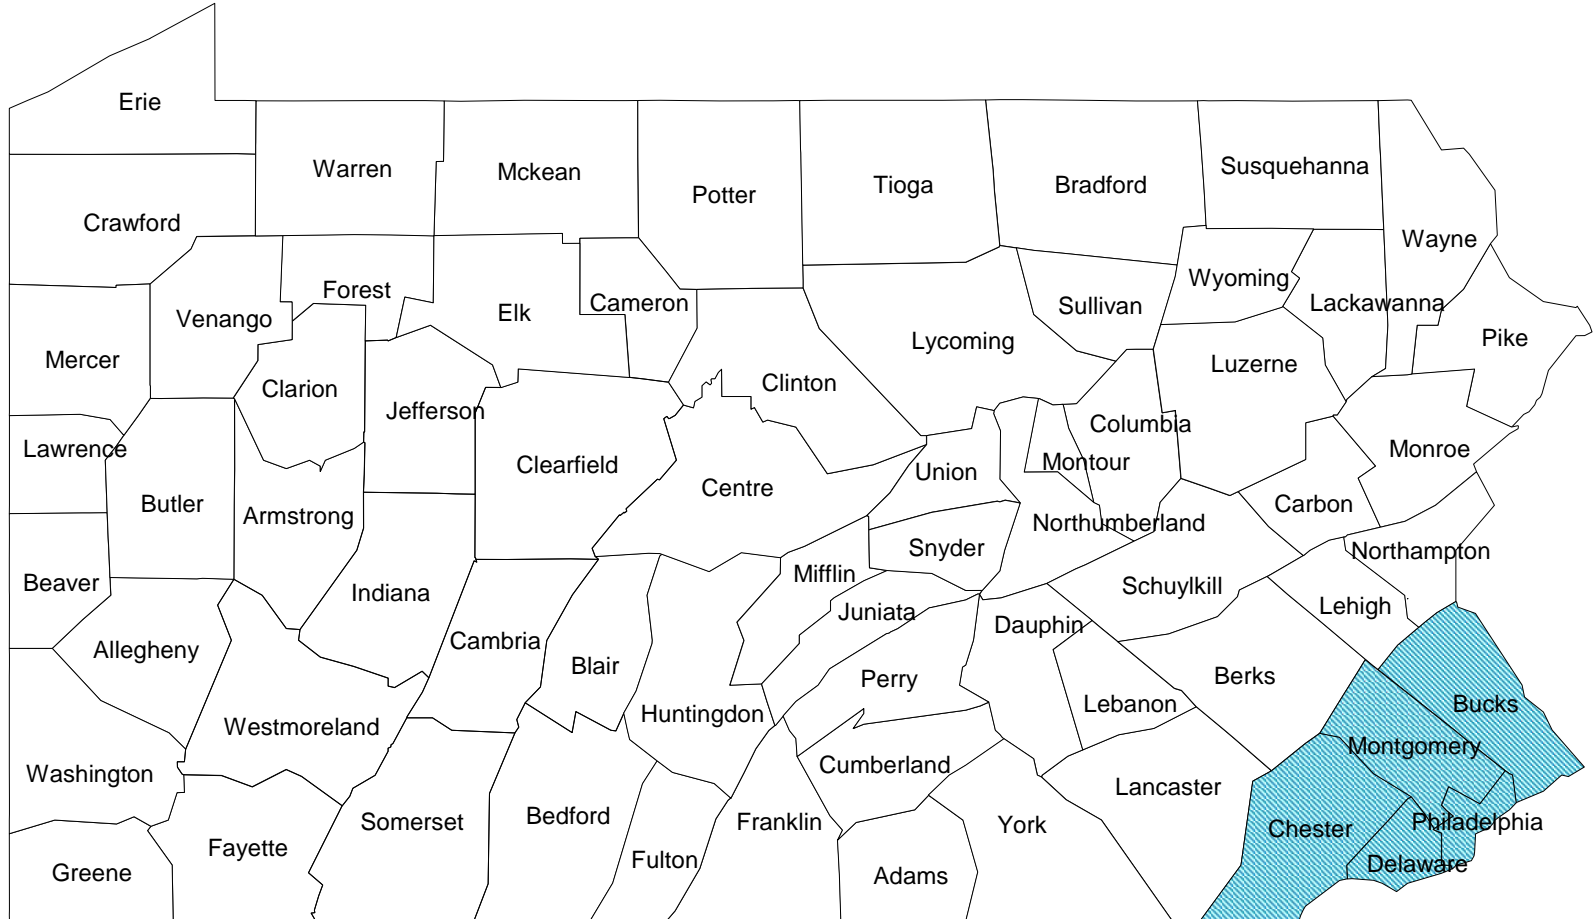 Erie
Warren
Mckean
Potter
Tioga
Bradford
Susquehanna
Wayne
Crawford
Venango
Forest
Elk
Cameron
Wyoming
Sullivan
Lackawanna
Mercer
Clarion
Jefferson
Clinton
Lycoming
Luzerne
Pike
Lawrence
Butler
Armstrong
Clearfield
Centre
Union
Montour
Columbia
Monroe
Carbon
Northumberland
Snyder
Northampton
Beaver
Indiana
Mifflin
Juniata
Schuylkill
Lehigh
Allegheny
Cambria
Blair
Dauphin
Perry
Berks
Westmoreland
Huntingdon
Lebanon
Bucks
Montgomery
Washington
Cumberland
Lancaster
Greene
Fayette
Somerset
Bedford
Fulton
Franklin
Adams
York
Chester
Philadelphia
Delaware